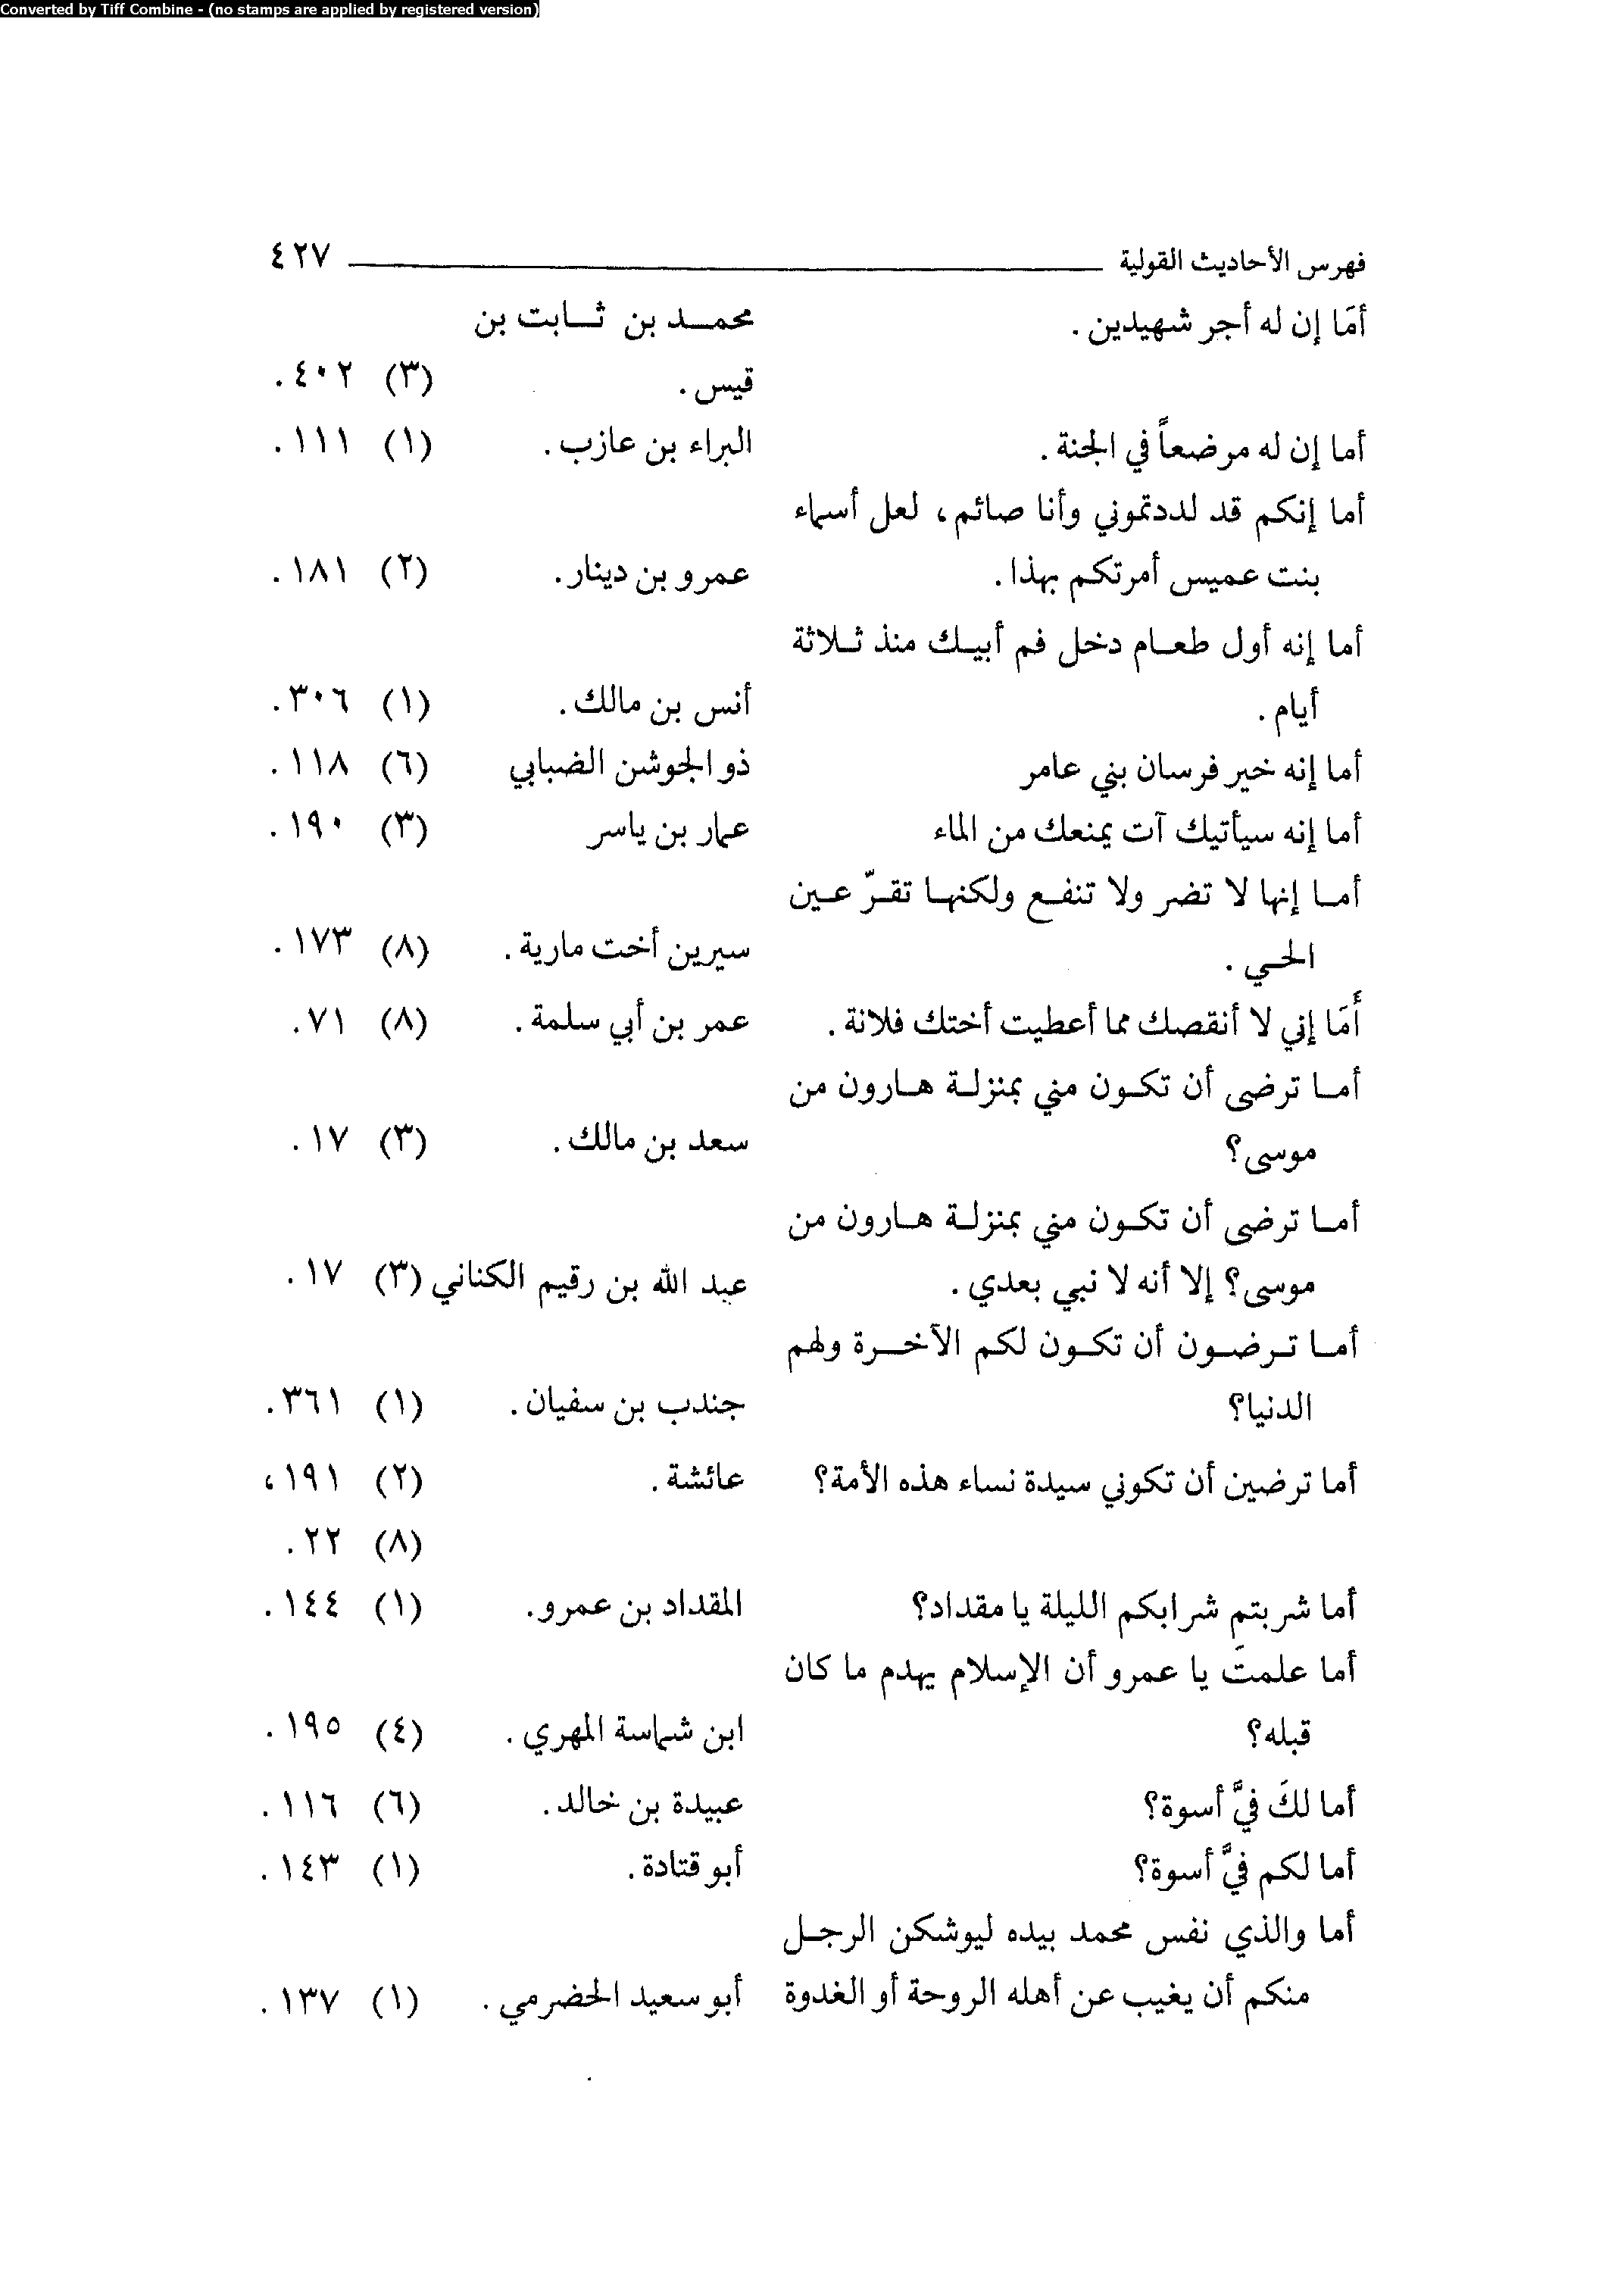 Converted by Tiff Combine - (no stamps are applied by registered version)
فهرس الأحاديث القولية ٤٢٧
أمَا إن له أجر شهيدين . محمد بن ثابت بن
قيس . (٣) ٤٠٢ .
أما إن له مرضعاً في الجنة . البراء بن عازب . (١) ١١١ .
أما إنكم قد لددتموني وأنا صائم ، لعل أسماء
بنت عميس أمرتكم بهذا . عمرو بن دينار . (٢) ١٨١ .
أما إنه أول طعام دخل فم أبيك منذ ثلاثة
أيام . أنس بن مالك . (١) ٣٠٦ .
أما إنه خير فرسان بني عامر ذو الجوشن الضبابي (٦) ١١٨ .
أما إنه سيأتيك آت يمنعك من الماء عمار بن ياسر (٣) ١٩٠ .
أما إنها لا تضر ولا تنفع ولكنها تقرّ عين
الحي . سيرين أخت مارية . (٨) ١٧٣ .
أَمَا إني لا أنقصك مما أعطيت أختك فلانة . عمر بن أبي سلمة . (٨) ٧١ .
أما ترضى أن تكون مني بمنزلة هارون من
موسى؟ سعد بن مالك . (٣) ١٧ .
أما ترضى أن تكون مني بمنزلة هارون من
موسى؟ إلا أنه لا نبي بعدي . عبد الله بن رقيم الكناني (٣) ١٧ .
أما ترضون أن تكون لكم الآخرة ولهم
الدنيا؟ جندب بن سفيان . (١) ٣٦١ .
أما ترضين أن تكوني سيدة نساء هذه الأمة؟ عائشة . (٢) ١٩١ ،
(٨) ٢٢ .
أما شربتم شرابكم الليلة يا مقداد؟ المقداد بن عمرو . (١) ١٤٤ .
أما علمتَ يا عمرو أن الإسلام يهدم ما كان
قبله؟ ابن شماسة المهري . (٤) ١٩٥ .
أما لكَ فيَّ أسوة؟ عبيدة بن خالد . (٦) ١١٦ .
أما لكم فيَّ أسوة؟ أبو قتادة . (١) ١٤٣ .
أما والذي نفس محمد بيده ليوشكن الرجل
منكم أن يغيب عن أهله الروحة أو الغدوة أبو سعيد الحضرمي . (١) ١٣٧ .